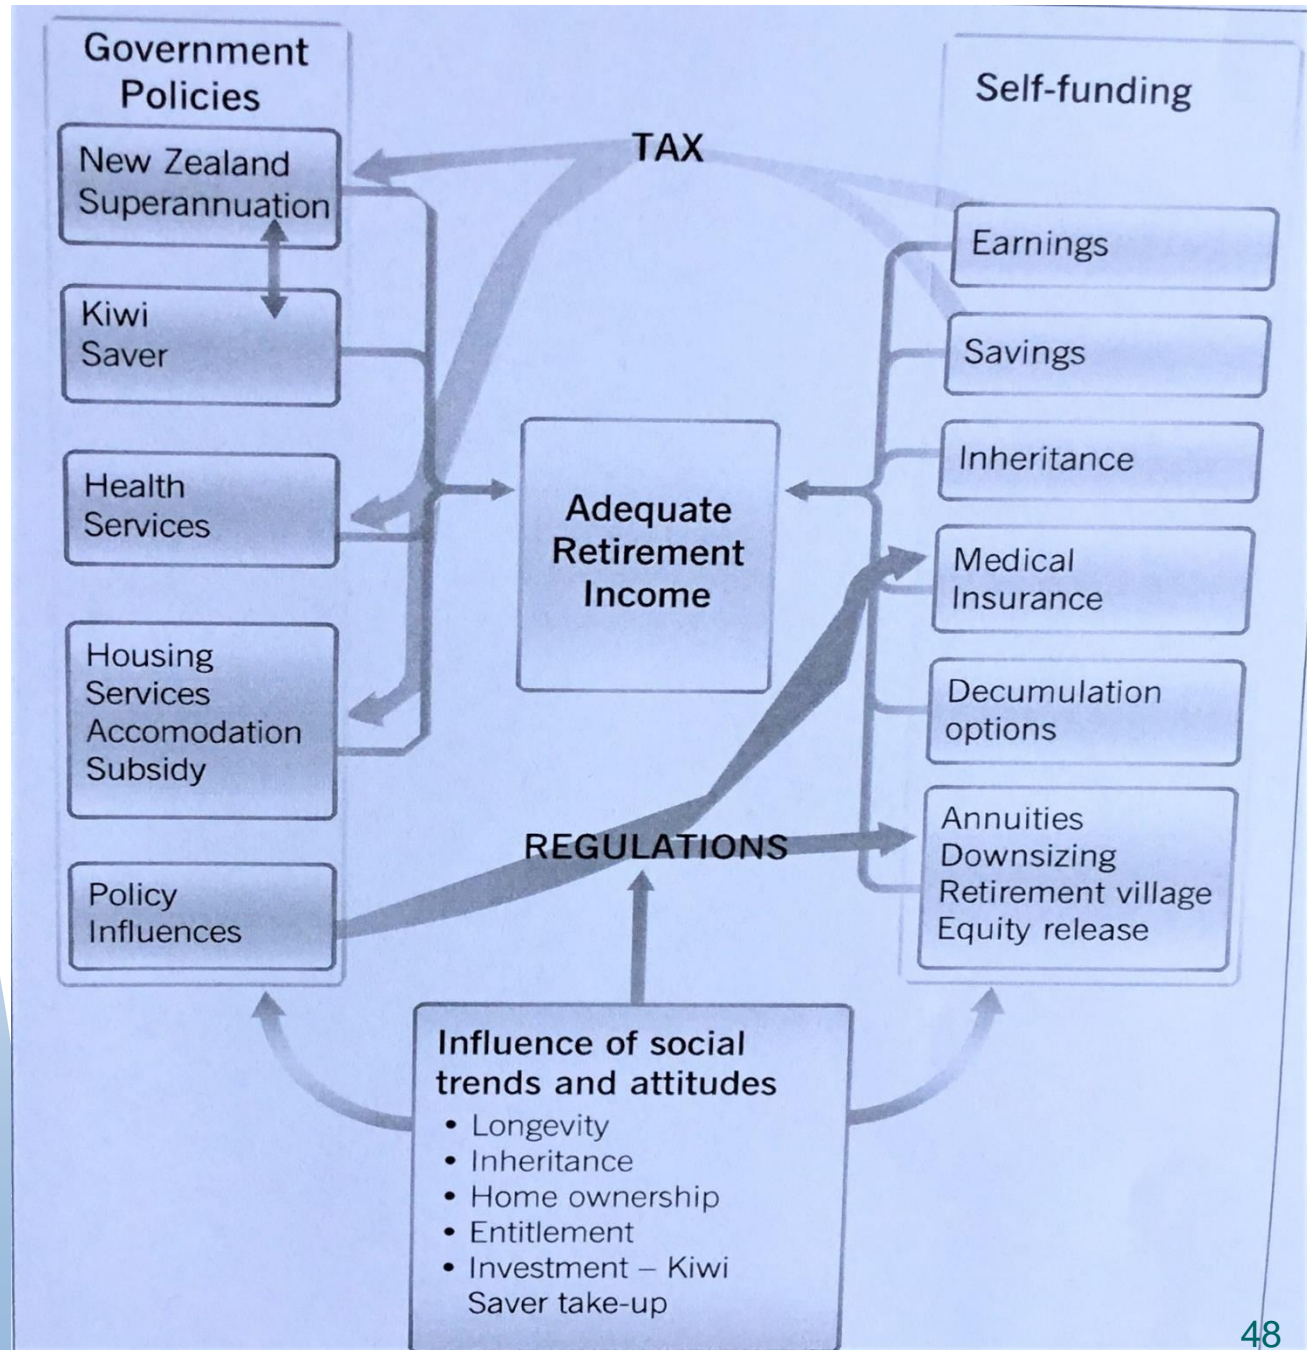 Government
Policies
New Zealand
Superannuation
Kiwi
Saver
Health
Services
Housing
Services
Accomodation
Subsidy
Policy
Influences
TAX
Adequate
Retirement
Income
REGULATIONS
Influence of social
trends and attitudes
• Longevity
• Inheritance
• Home ownership
• Entitlement
• Investment – Kiwi
Saver take-up
Self-funding
Earnings
Savings
Inheritance
Medical
Insurance
Decumulation
options
Annuities
Downsizing
Retirement village
Equity release
48